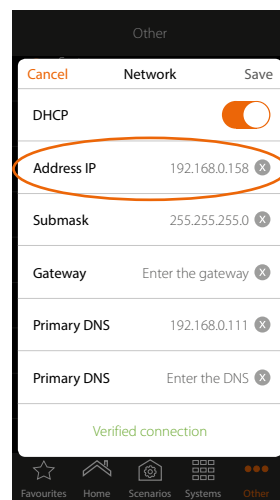 Other
Cancel Network Save
DHCP
Address IP 192.168.0.158 X
Submask 255.255.255.0 X
Gateway Enter the gateway X
Primary DNS 192.168.0.111 X
Primary DNS Enter the DNS X
Verified connection
Favourites Home Scenarios Systems Other